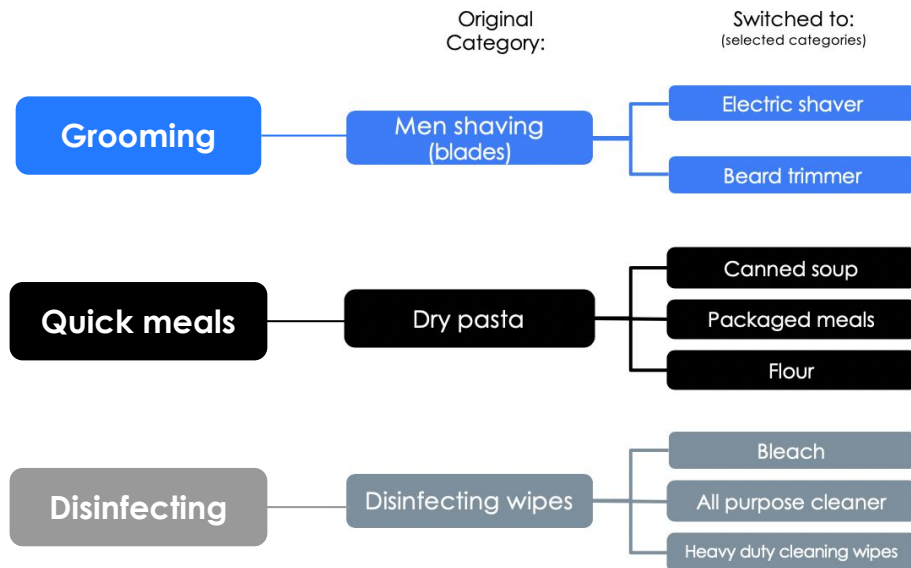 Original
Category:
Switched to:
(selected categories)
Grooming
Men shaving
(blades)
Electric shaver
Beard trimmer
Quick meals
Dry pasta
Canned soup
Packaged meals
Flour
Disinfecting
Disinfecting wipes
Bleach
All purpose cleaner
Heavy duty cleaning wipes